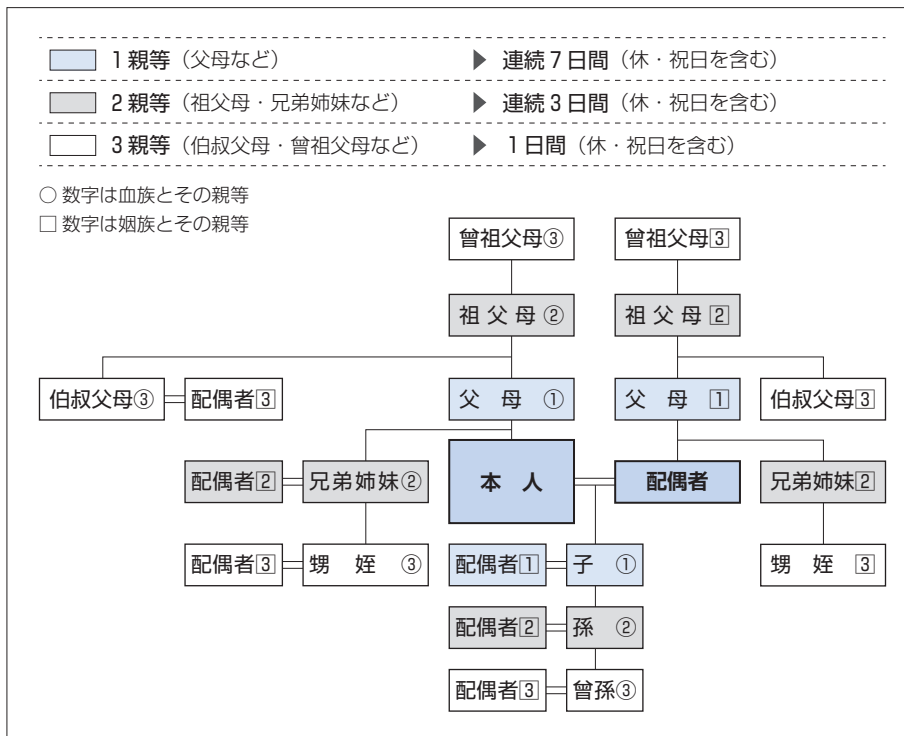 1親等（父母など） ▶ 連続7日間（休・祝日を含む）
2親等（祖父母・兄弟姉妹など） ▶ 連続3日間（休・祝日を含む）
3親等（伯叔父母・曾祖父母など） ▶ 1日間（休・祝日を含む）
○数字は血族とその親等
□数字は姻族とその親等
曾祖父母③ 曾祖父母3
祖父母② 祖父母2
伯叔父母③ 配偶者3 父母① 父母1 伯叔父母3
配偶者2 兄弟姉妹② 本人 配偶者 兄弟姉妹2
配偶者3 甥姪③ 配偶者1 子① 甥姪3
配偶者2 孫②
配偶者3 曾孫③